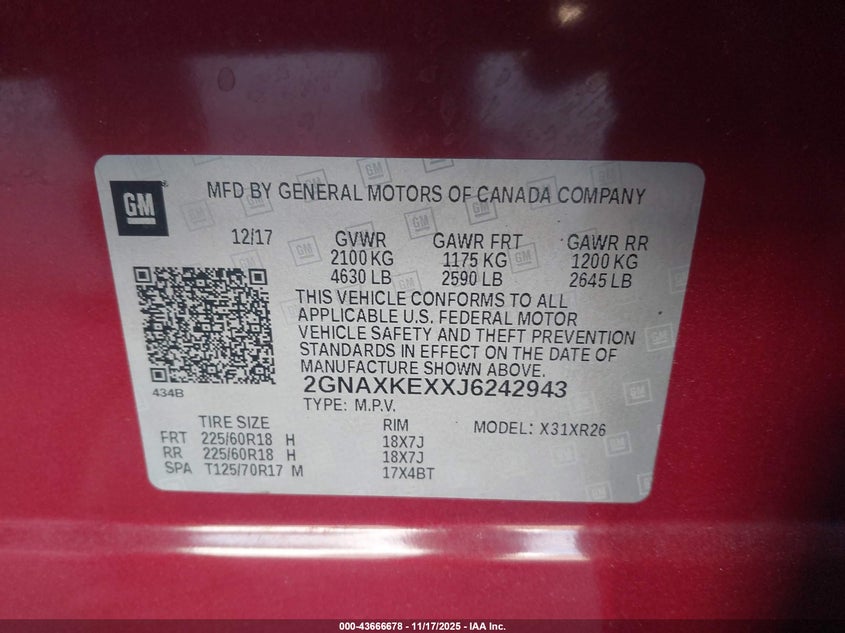 GM
MFD BY GENERAL MOTORS OF CANADA COMPANY
12/17 GVWR GAWR FRT GAWR RR
2100 KG 1175 KG 1200 KG
4630 LB 2590 LB 2645 LB
THIS VEHICLE CONFORMS TO ALL
APPLICABLE U.S. FEDERAL MOTOR
VEHICLE SAFETY AND THEFT PREVENTION
STANDARDS IN EFFECT ON THE DATE OF
MANUFACTURE SHOWN ABOVE.
434B
2GNAXKEXXJ6242943
TYPE: M.P.V.
TIRE SIZE RIM MODEL: X31XR26
FRT 225/60R18 H 18X7J
RR 225/60R18 H 18X7J
SPA T125/70R17 M 17X4BT
000-43666678 - 11/17/2025 - IAA Inc.